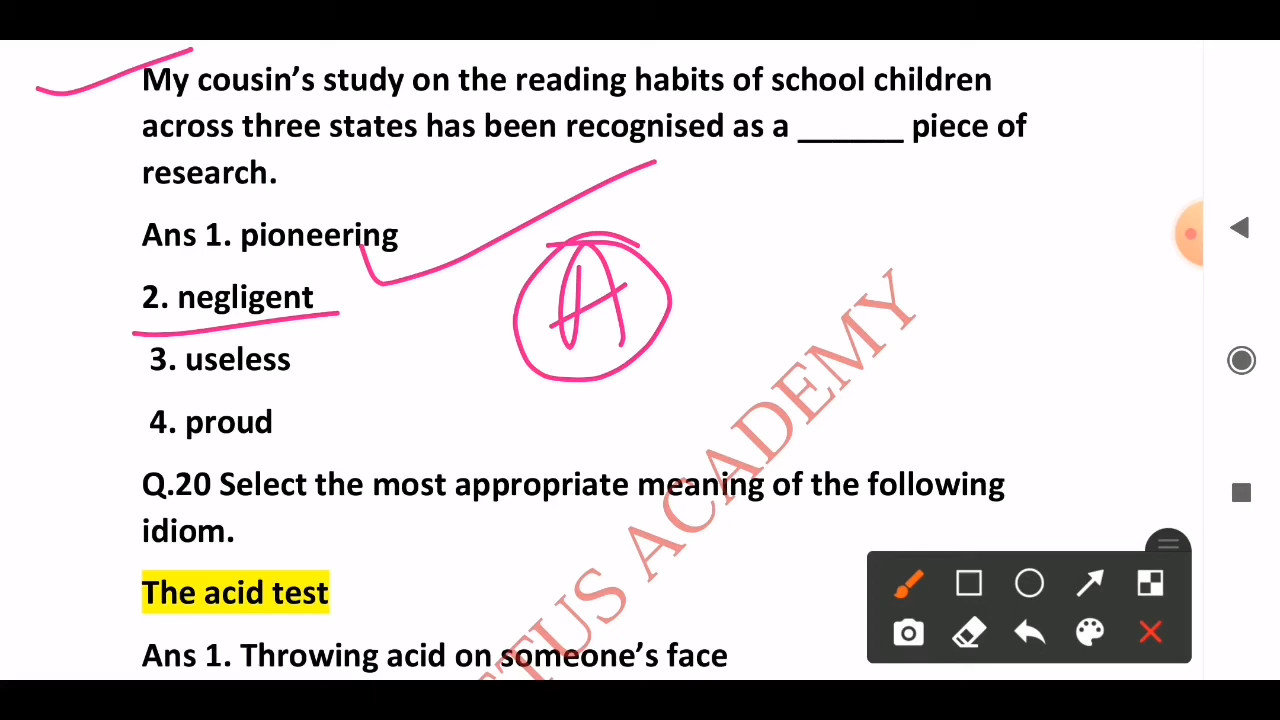 My cousin’s study on the reading habits of school children
across three states has been recognised as a ______ piece of
research.
Ans 1. pioneering
A
2. negligent
3. useless
4. proud
Q.20 Select the most appropriate meaning of the following
idiom.
The acid test
Ans 1. Throwing acid on someone’s face
TUS ACADEMY